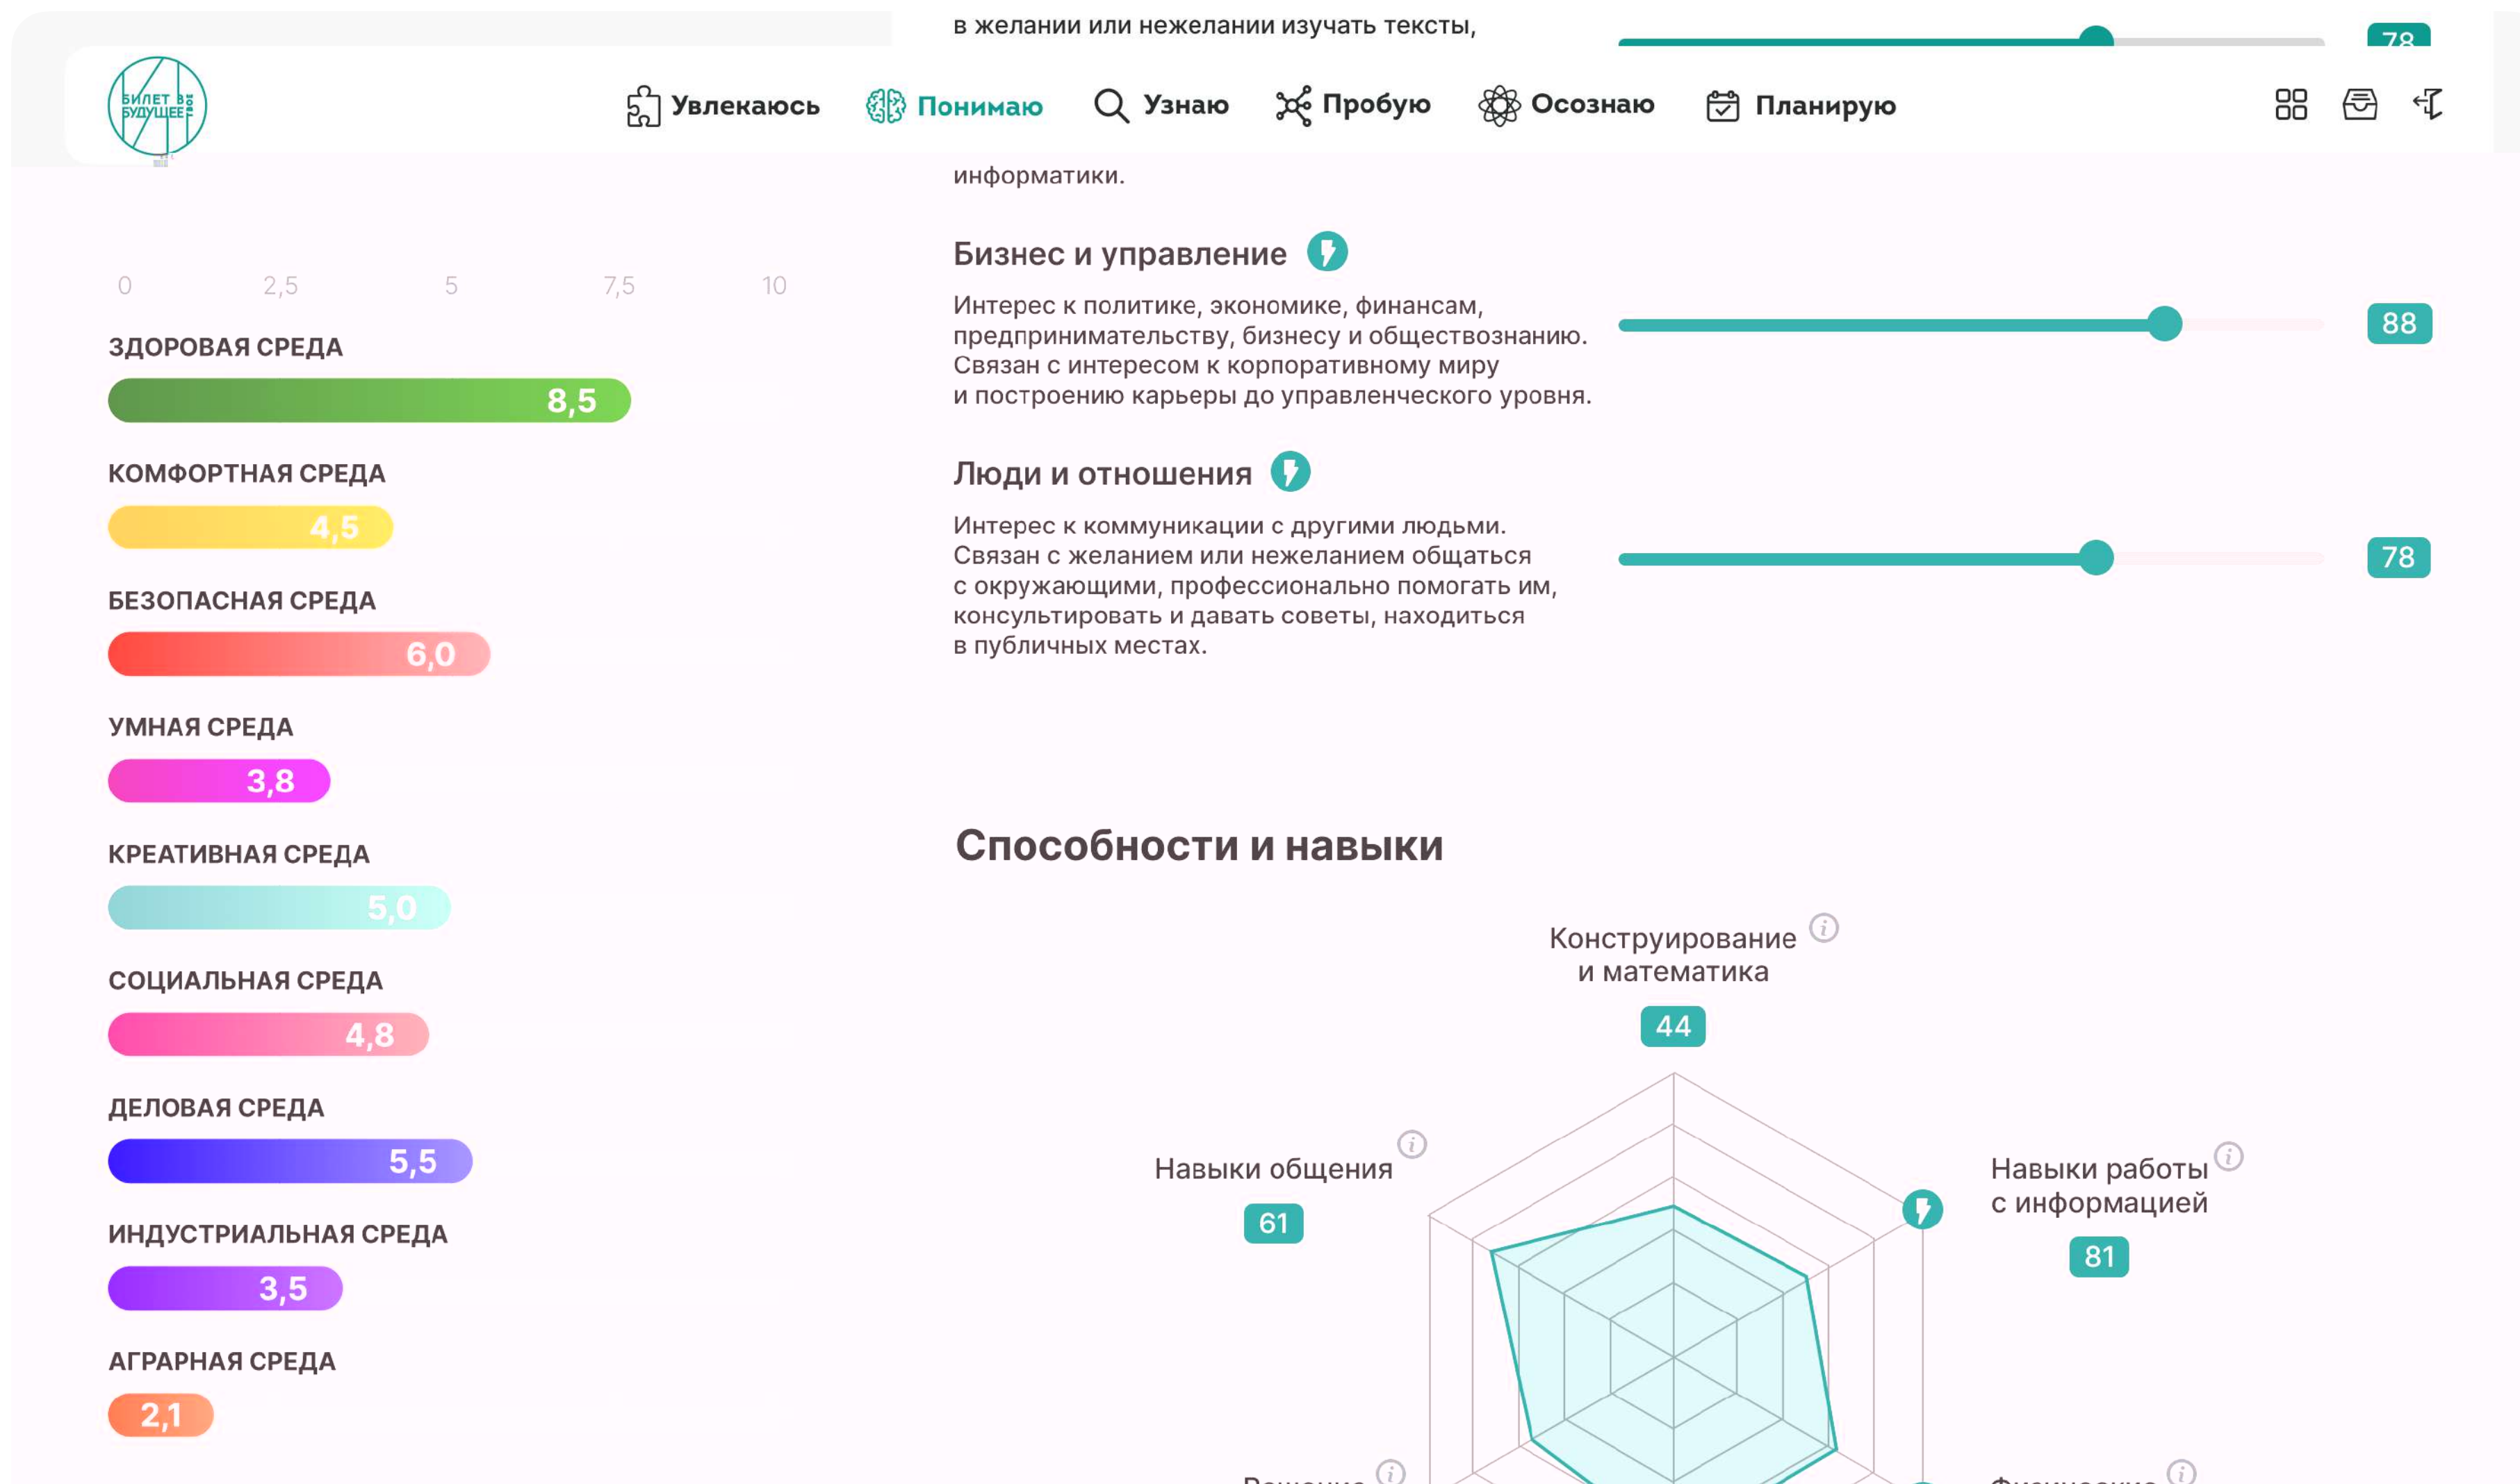 в желании или нежелании изучать тексты,
78
БИЛЕТ В
БУДУЩЕЕ
Увлекаюсь
Понимаю
Узнаю
Пробую
Осознаю
Планирую
информатики.
0 2,5 5 7,5 10
ЗДОРОВАЯ СРЕДА
8,5
КОМФОРТНАЯ СРЕДА
4,5
БЕЗОПАСНАЯ СРЕДА
6,0
УМНАЯ СРЕДА
3,8
КРЕАТИВНАЯ СРЕДА
5,0
СОЦИАЛЬНАЯ СРЕДА
4,8
ДЕЛОВАЯ СРЕДА
5,5
ИНДУСТРИАЛЬНАЯ СРЕДА
3,5
АГРАРНАЯ СРЕДА
2,1
Бизнес и управление
Интерес к политике, экономике, финансам,
предпринимательству, бизнесу и обществознанию.
Связан с интересом к корпоративному миру
и построению карьеры до управленческого уровня.
88
Люди и отношения
Интерес к коммуникации с другими людьми.
Связан с желанием или нежеланием общаться
с окружающими, профессионально помогать им,
консультировать и давать советы, находиться
в публичных местах.
78
Способности и навыки
Конструирование
и математика
44
Навыки общения
61
Навыки работы
с информацией
81